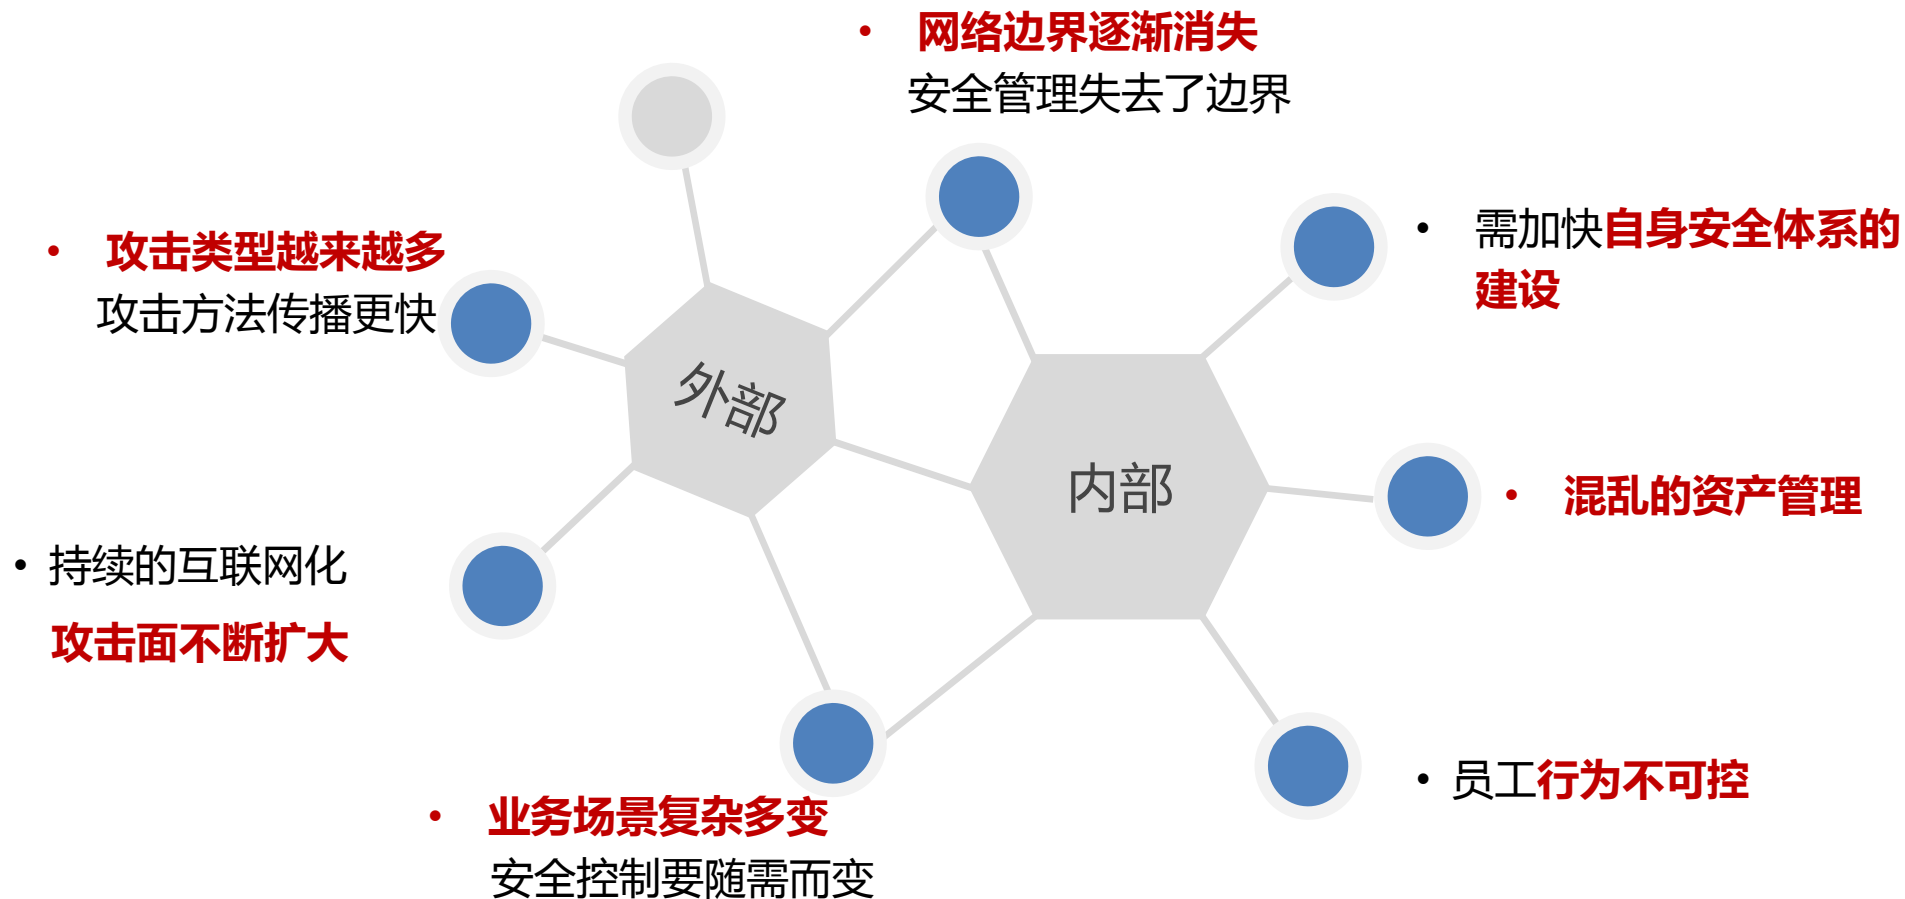 • 网络边界逐渐消失
安全管理失去了边界
• 攻击类型越来越多
攻击方法传播更快
• 需加快自身安全体系的
建设
外部
内部
• 混乱的资产管理
• 持续的互联网化
攻击面不断扩大
• 员工行为不可控
• 业务场景复杂多变
安全控制要随需而变